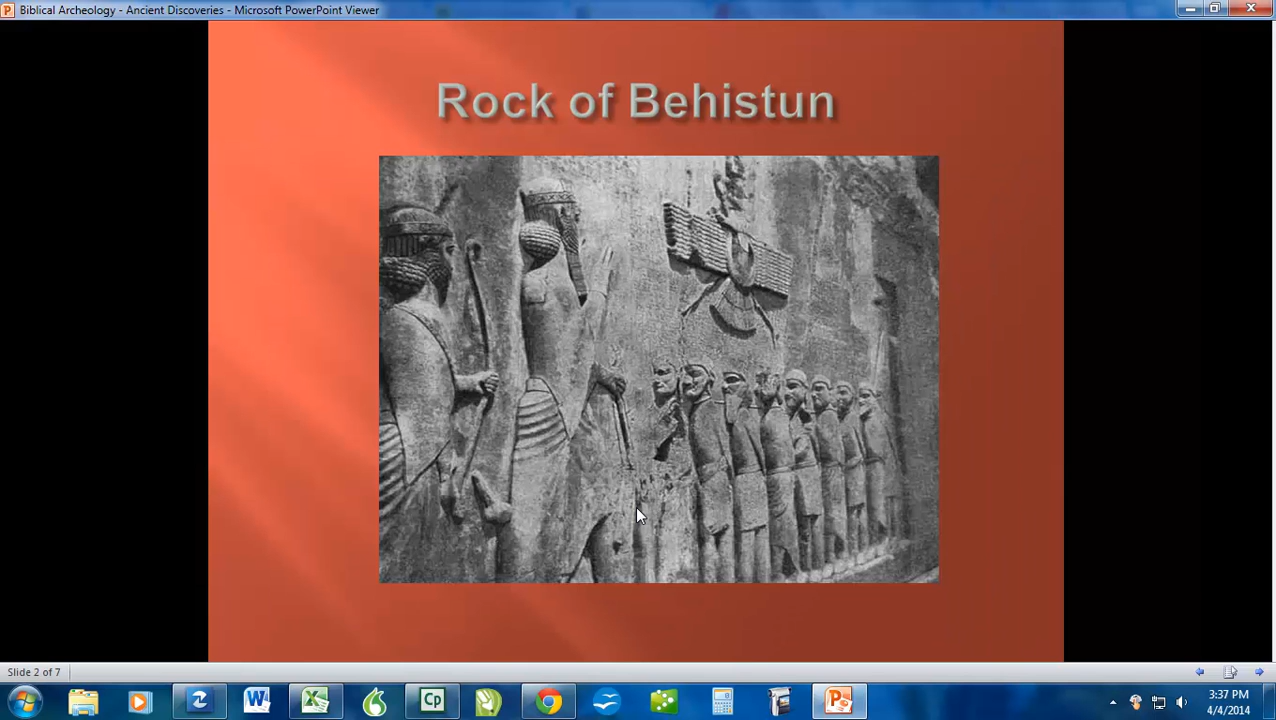 Biblical Archeology - Ancient Discoveries - Microsoft PowerPoint Viewer
Rock of Behistun
Slide 2 of 7
W
Cp
3:37 PM
4/4/2014